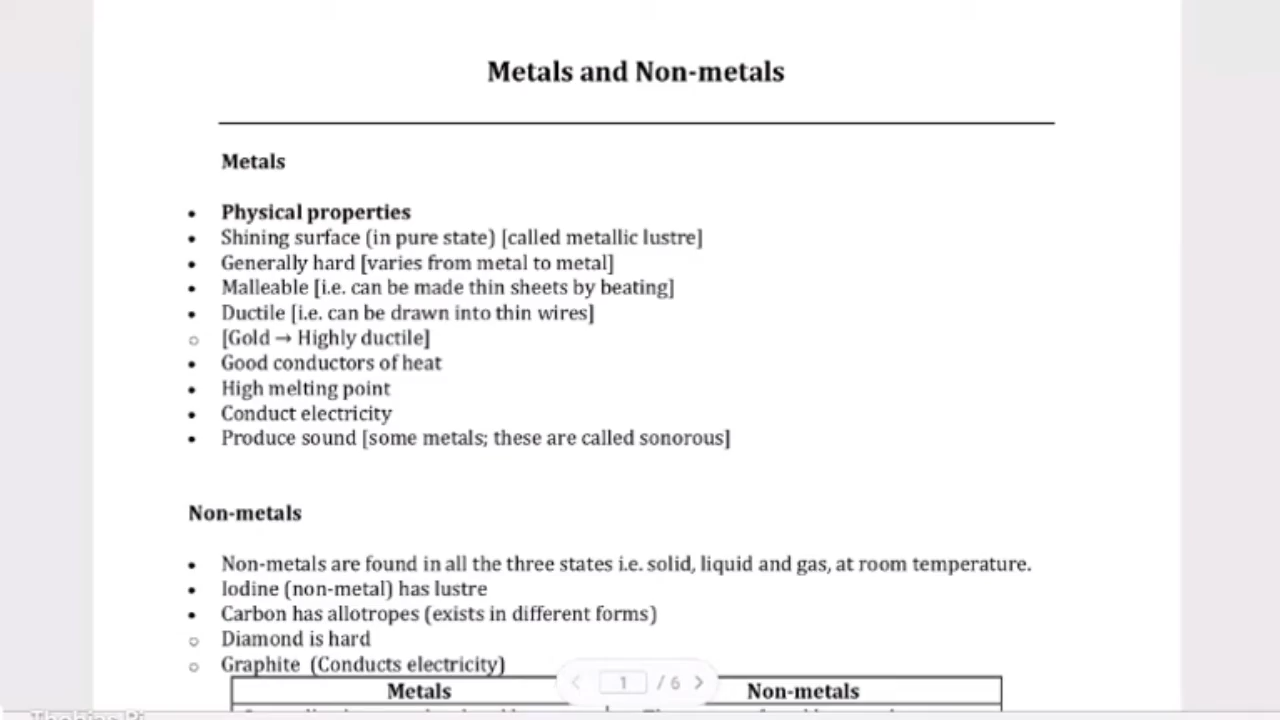 Metals and Non-metals
Metals
• Physical properties
• Shining surface (in pure state) [called metallic lustre]
• Generally hard [varies from metal to metal]
• Malleable [i.e. can be made thin sheets by beating]
• Ductile [i.e. can be drawn into thin wires]
○ [Gold → Highly ductile]
• Good conductors of heat
• High melting point
• Conduct electricity
• Produce sound [some metals; these are called sonorous]
Non-metals
• Non-metals are found in all the three states i.e. solid, liquid and gas, at room temperature.
• Iodine (non-metal) has lustre
• Carbon has allotropes (exists in different forms)
○ Diamond is hard
○ Graphite (Conducts electricity)
Metals Non-metals
1 / 6